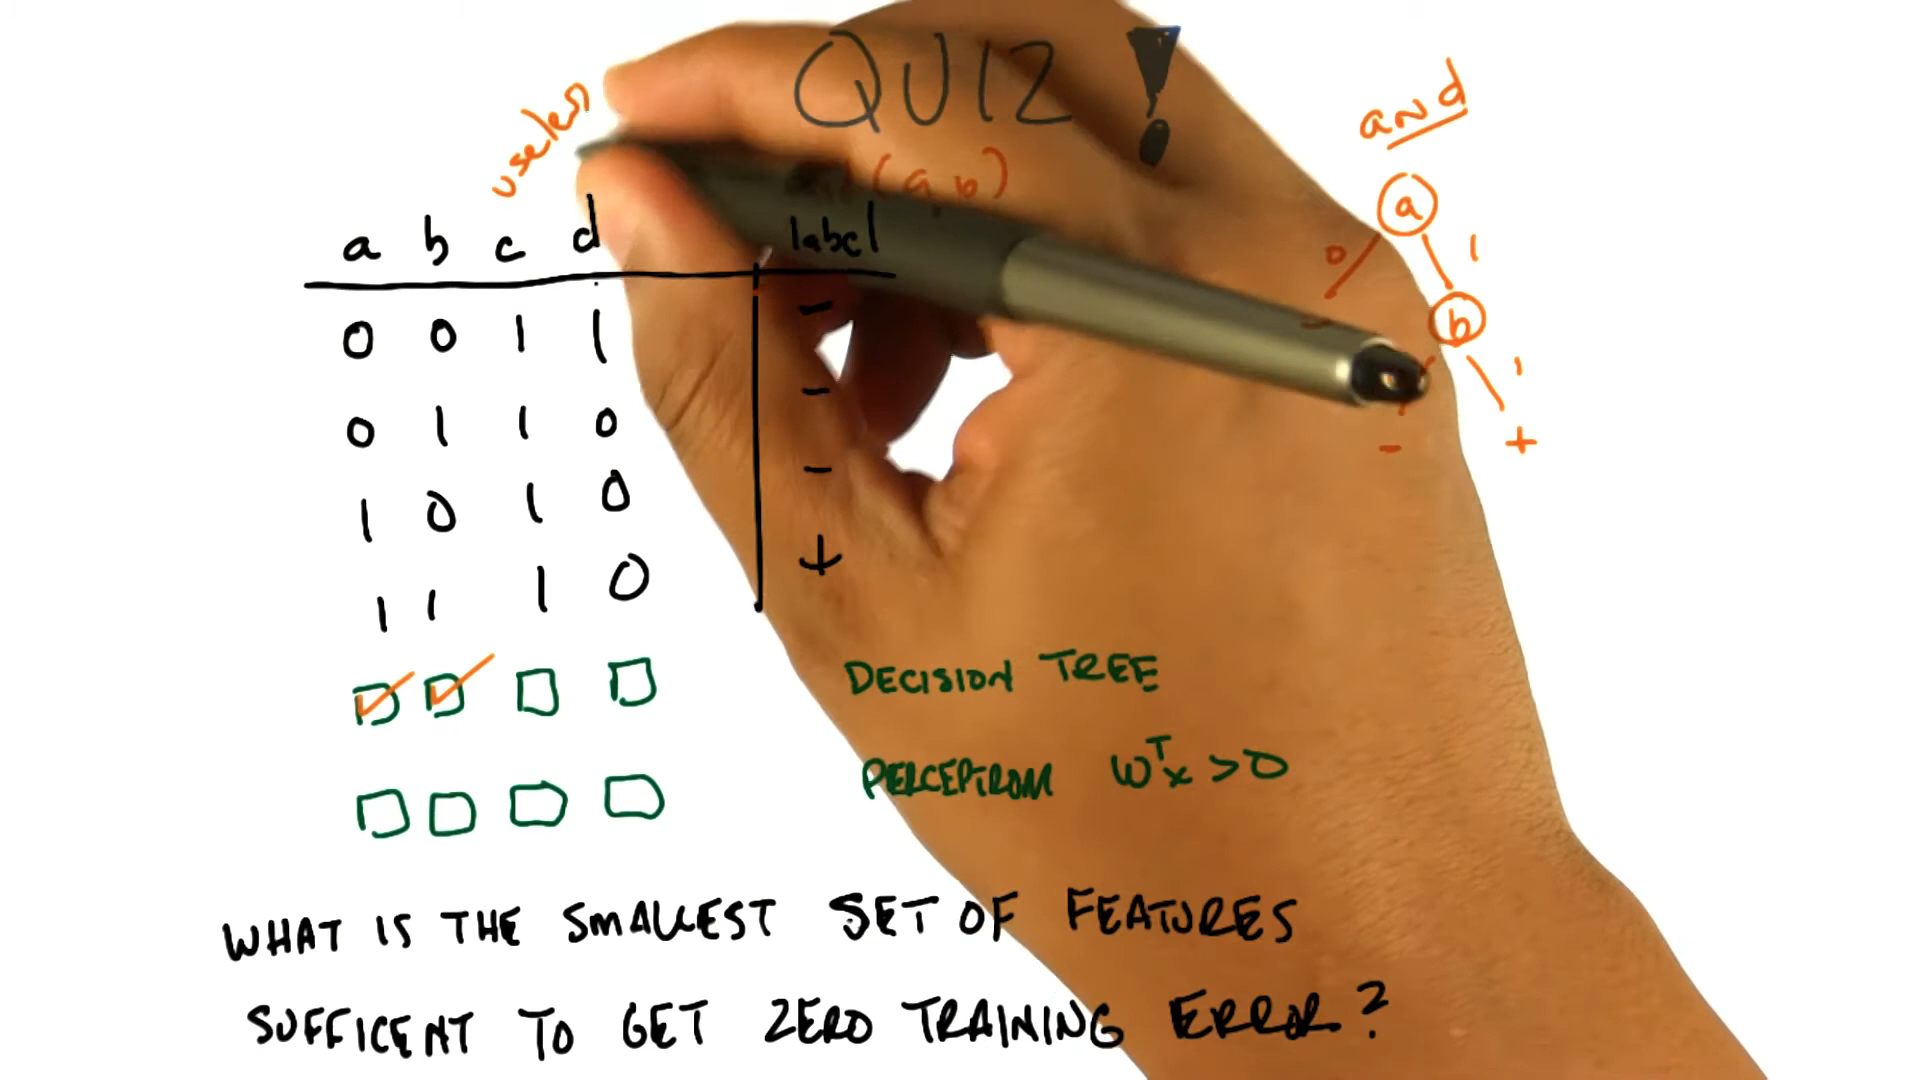 QUIZ !
and
useless
(a,b)
a
0 1
a b c d label
b
0 0 1 1 -
1
0 1 1 0 -
- +
1 0 1 0 -
1 1 1 0 +
DECISION TREE
PERCEPTROM wᵀx > 0
WHAT IS THE SMALLEST SET OF FEATURES
SUFFICENT TO GET ZERO TRAINING ERROR?